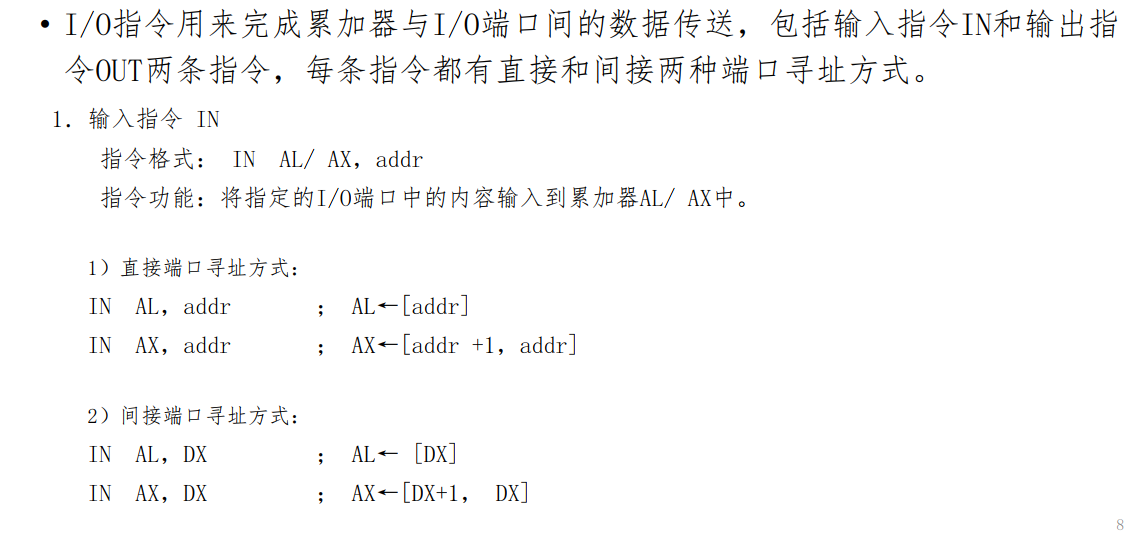 • I/O指令用来完成累加器与I/O端口间的数据传送，包括输入指令IN和输出指
令OUT两条指令，每条指令都有直接和间接两种端口寻址方式。
1．输入指令 IN
指令格式： IN AL/ AX，addr
指令功能：将指定的I/O端口中的内容输入到累加器AL/ AX中。
1）直接端口寻址方式：
IN AL，addr ； AL←[addr]
IN AX，addr ； AX←[addr +1，addr]
2）间接端口寻址方式：
IN AL，DX ； AL← [DX]
IN AX，DX ； AX←[DX+1， DX]
8